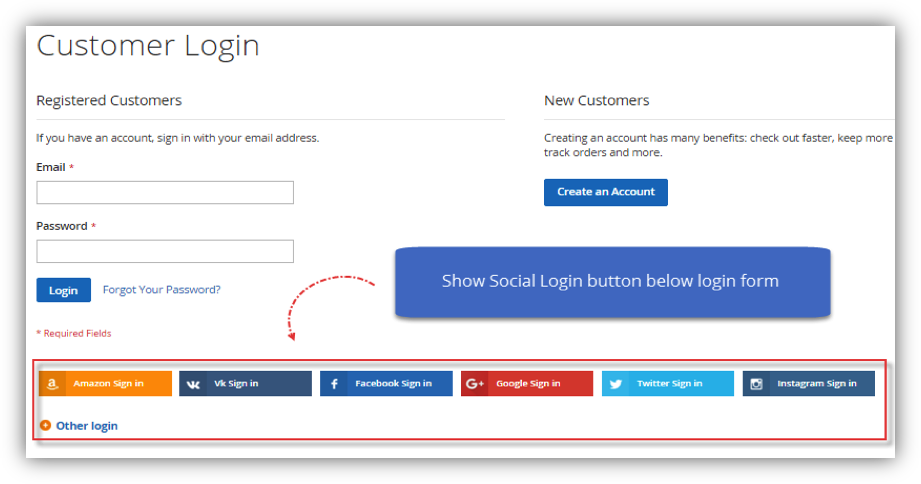 Customer Login
Registered Customers
If you have an account, sign in with your email address.
Email *
Password *
Login
Forgot Your Password?
* Required Fields
New Customers
Creating an account has many benefits: check out faster, keep more
track orders and more.
Create an Account
Show Social Login button below login form
Amazon Sign in
Vk Sign in
Facebook Sign in
G+ Google Sign in
Twitter Sign in
Instagram Sign in
Other login